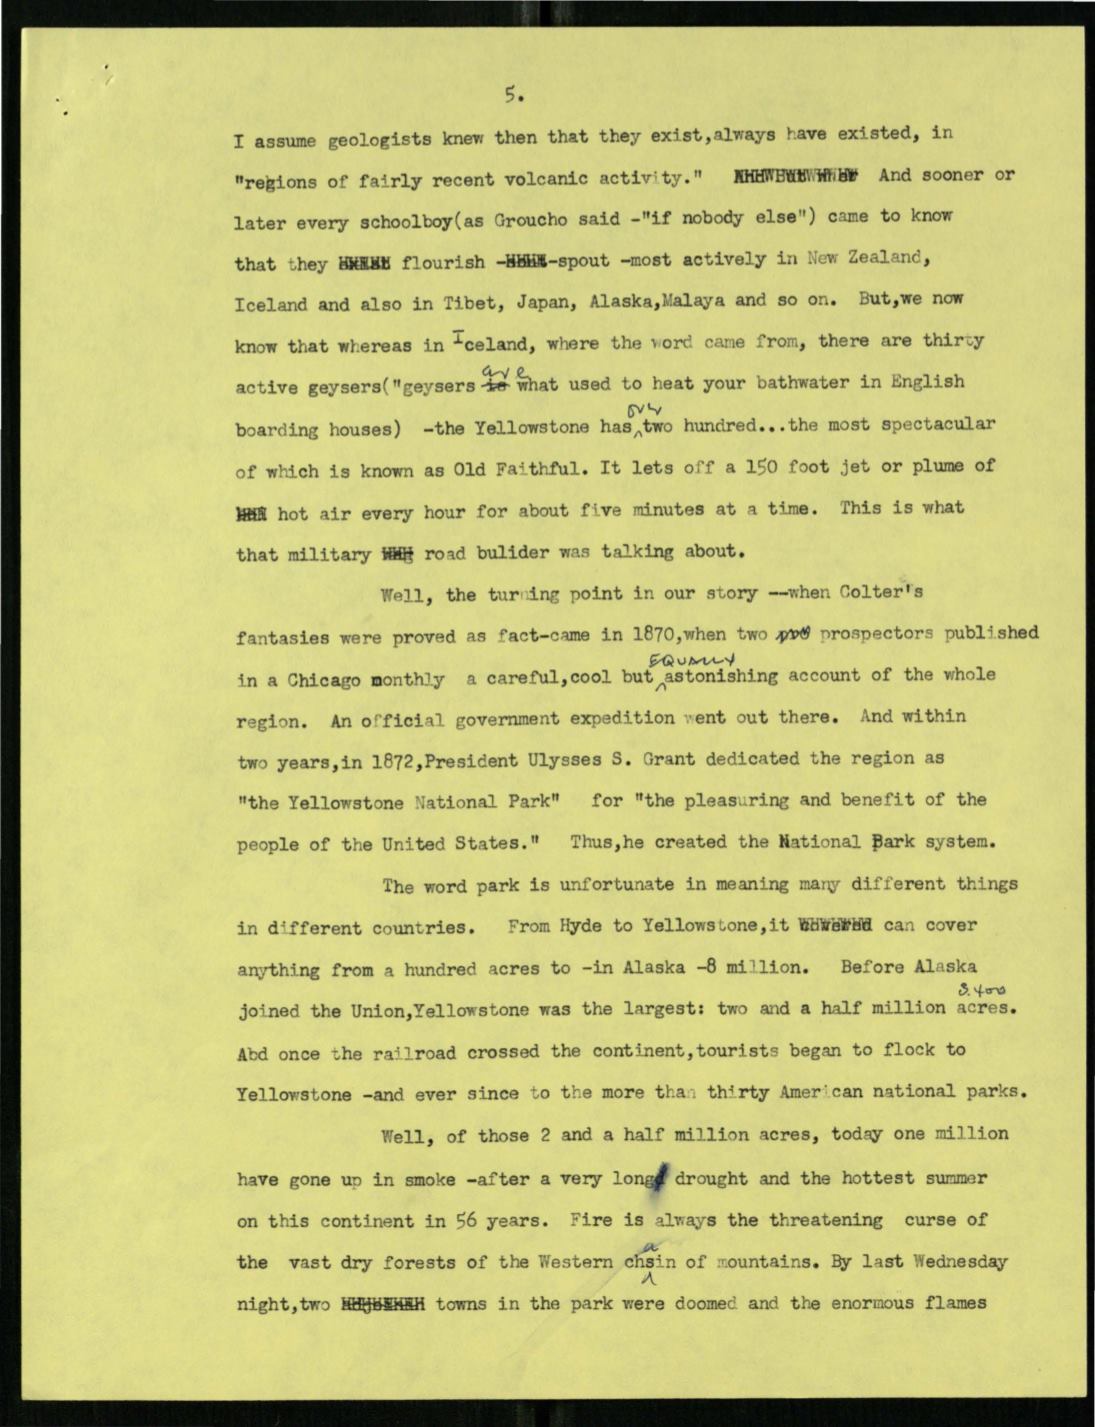 5.
I assume geologists knew then that they exist,always have existed, in
"regions of fairly recent volcanic activity." And sooner or
later every schoolboy(as Groucho said -"if nobody else") came to know
that they flourish -spout -most actively in New Zealand,
Iceland and also in Tibet, Japan, Alaska,Malaya and so on. But,we now
know that whereas in Iceland, where the word came from, there are thirty
active geysers("geysers are what used to heat your bathwater in English
boarding houses) -the Yellowstone has over two hundred...the most spectacular
of which is known as Old Faithful. It lets off a 150 foot jet or plume of
hot air every hour for about five minutes at a time. This is what
that military road bulider was talking about.
Well, the turning point in our story --when Colter's
fantasies were proved as fact-came in 1870,when two prospectors published
in a Chicago monthly a careful,cool but EQUALLY astonishing account of the whole
region. An official government expedition went out there. And within
two years,in 1872,President Ulysses S. Grant dedicated the region as
"the Yellowstone National Park" for "the pleasuring and benefit of the
people of the United States." Thus,he created the National Park system.
The word park is unfortunate in meaning many different things
in different countries. From Hyde to Yellowstone,it can cover
anything from a hundred acres to -in Alaska -8 million. Before Alaska
3.400
joined the Union,Yellowstone was the largest: two and a half million acres.
Abd once the railroad crossed the continent,tourists began to flock to
Yellowstone -and ever since to the more than thirty American national parks.
Well, of those 2 and a half million acres, today one million
have gone up in smoke -after a very long drought and the hottest summer
on this continent in 56 years. Fire is always the threatening curse of
the vast dry forests of the Western chain of mountains. By last Wednesday
night,two towns in the park were doomed and the enormous flames